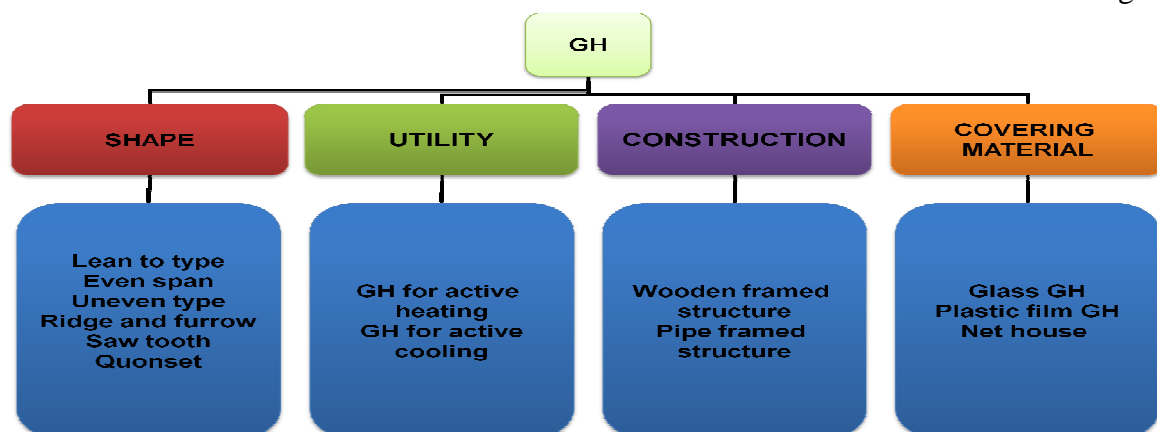 g
GH
SHAPE
UTILITY
CONSTRUCTION
COVERING
MATERIAL
Lean to type
Even span
Uneven type
Ridge and furrow
Saw tooth
Quonset
GH for active
heating
GH for active
cooling
Wooden framed
structure
Pipe framed
structure
Glass GH
Plastic film GH
Net house